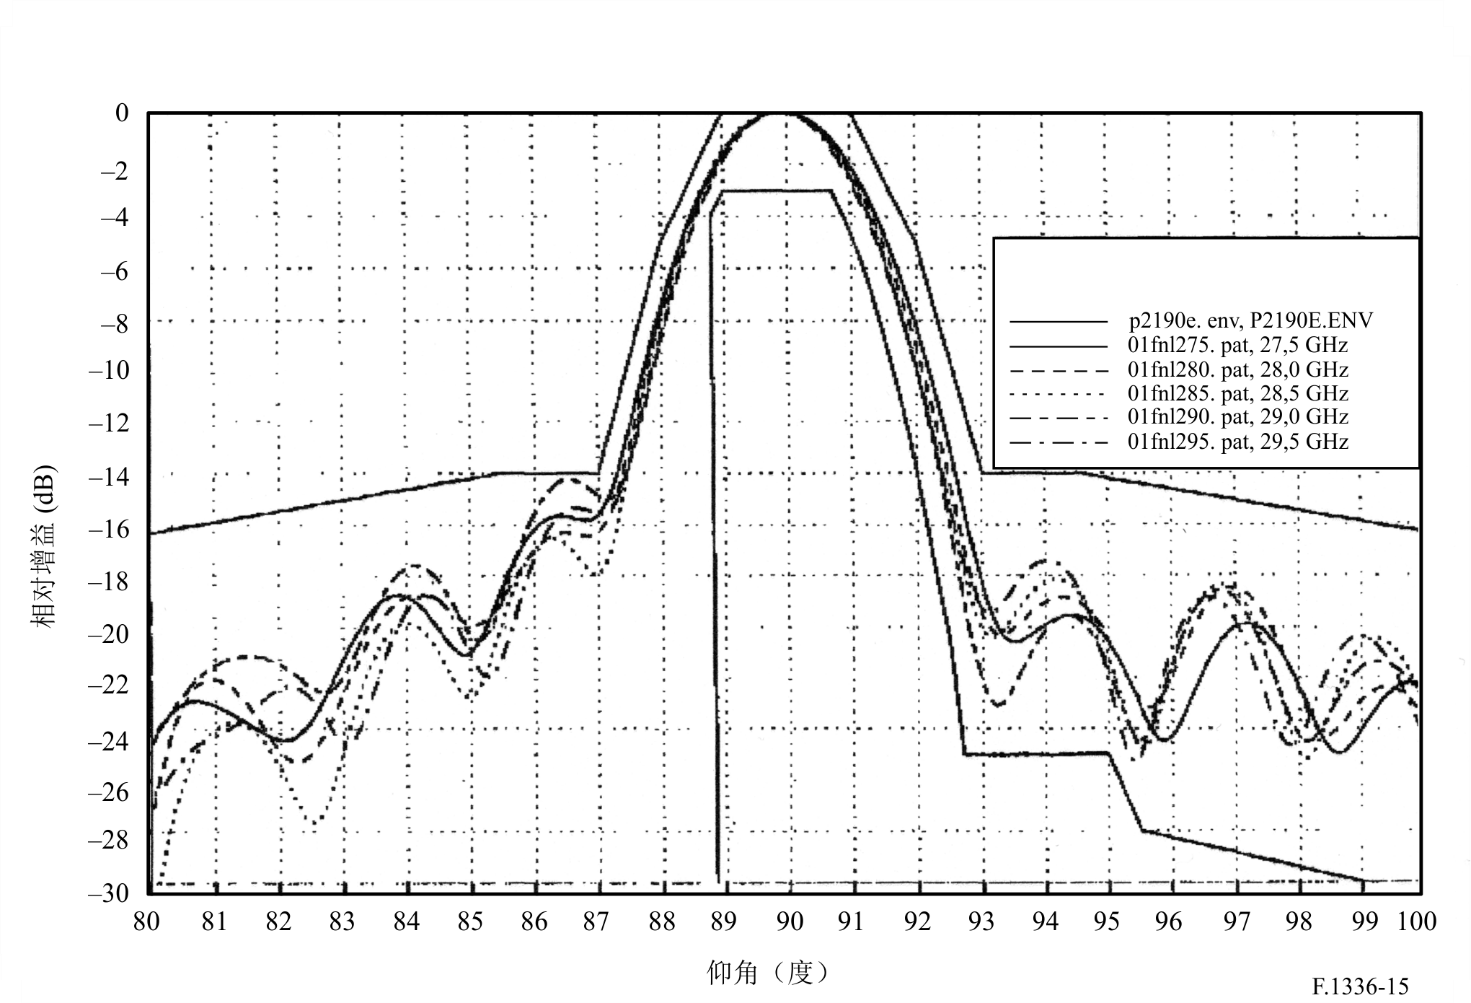 0
–2
–4
–6
–8
–10
–12
–14
–16
–18
–20
–22
–24
–26
–28
–30
相对增益 (dB)
p2190e. env, P2190E.ENV
01fnl275. pat, 27,5 GHz
01fnl280. pat, 28,0 GHz
01fnl285. pat, 28,5 GHz
01fnl290. pat, 29,0 GHz
01fnl295. pat, 29,5 GHz
80 81 82 83 84 85 86 87 88 89 90 91 92 93 94 95 96 97 98 99 100
仰角（度）
F.1336-15